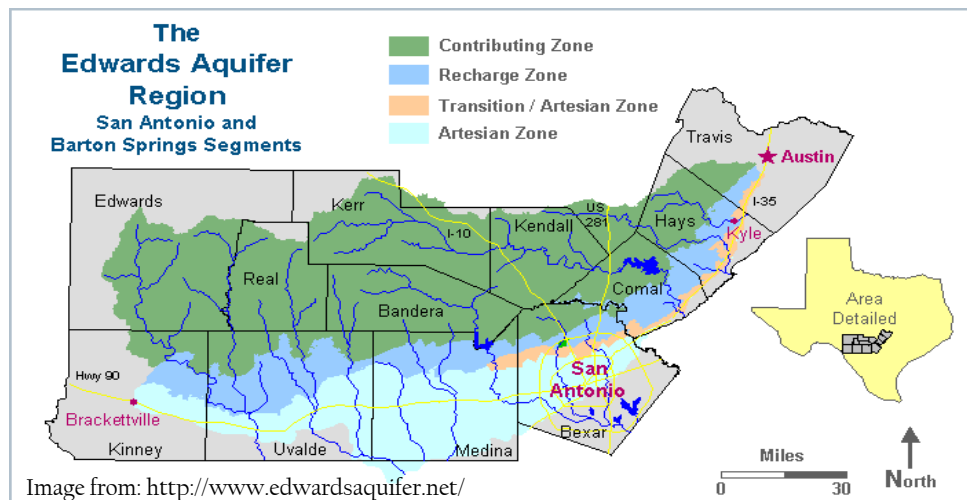 The
Edwards Aquifer
Region
San Antonio and
Barton Springs Segments
Contributing Zone
Recharge Zone
Transition / Artesian Zone
Artesian Zone
Travis
Austin
Edwards
Kerr
US
281
I-35
Hays
Kyle
I-10
Kendall
Real
Comal
Bandera
Area
Detailed
Hwy 90
San
Antonio
Brackettville
Bexar
Kinney
Uvalde
Medina
Miles
0
30
North
Image from: http://www.edwardsaquifer.net/